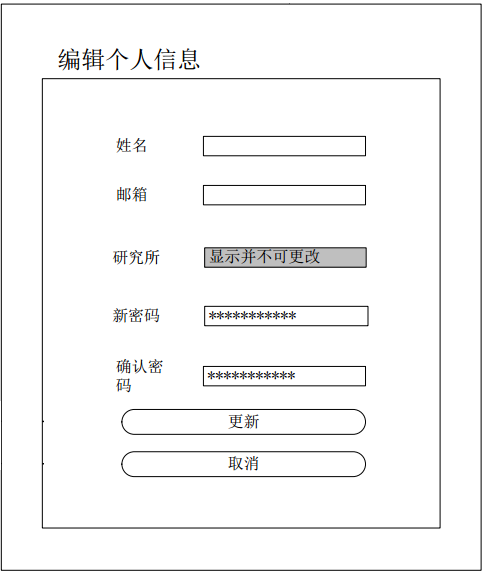 编辑个人信息
姓名
邮箱
研究所 显示并不可更改
新密码 ***********
确认密
码 ***********
更新
取消